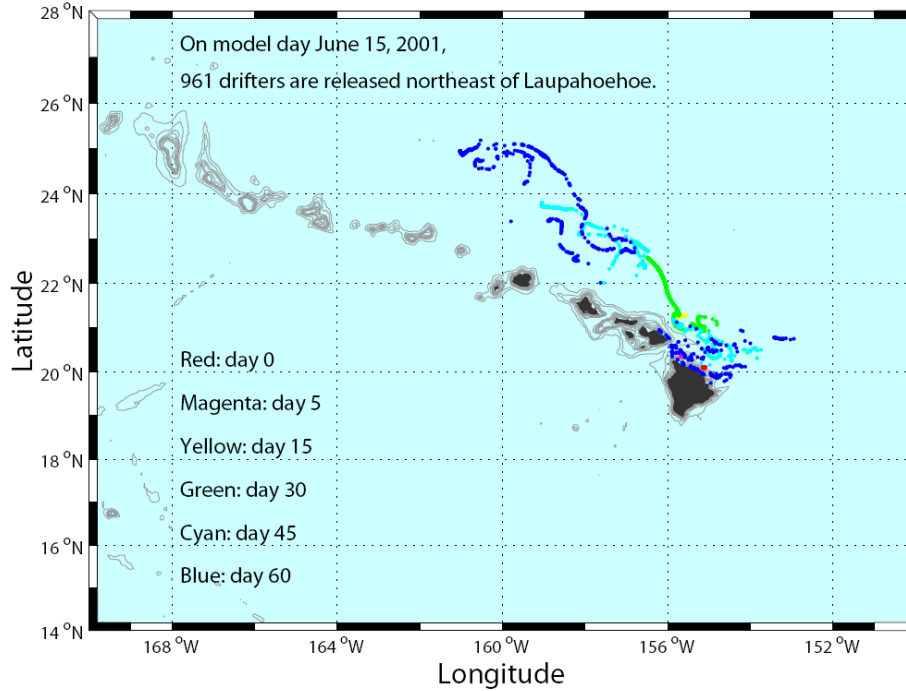 28 °N
On model day June 15, 2001,
961 drifters are released northeast of Laupahoehoe.
26 °N
24 °N
22 °N
Latitude
Red: day 0
20 °N
Magenta: day 5
Yellow: day 15
18 °N
Green: day 30
Cyan: day 45
16 °N
Blue: day 60
14 °N
168 °W 164 °W 160 °W 156 °W 152 °W
Longitude